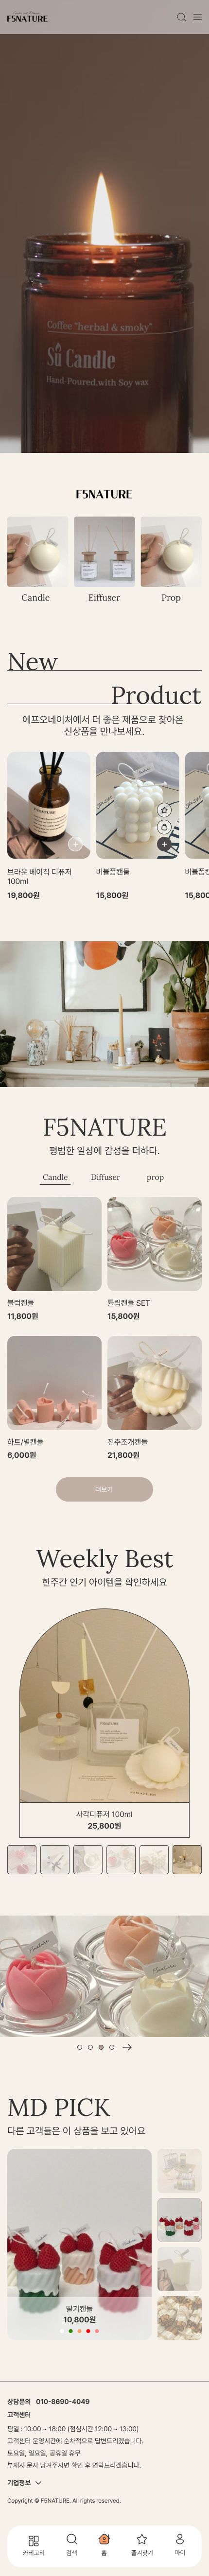 F5NATURE
Coffee "herbal & smoky"
Sū Candle
Hand-Poured, with Soy wax
F5NATURE
Candle
Eiffuser
Prop
New
Product
에프오네이처에서 더 좋은 제품으로 찾아온
신상품을 만나보세요.
브라운 베이직 디퓨저
100ml
19,800원
버블폼캔들
15,800원
F5NATURE
평범한 일상에 감성을 더하다.
Candle
Diffuser
prop
블럭캔들
11,800원
튤립캔들 SET
15,800원
하트/별캔들
6,000원
진주조개캔들
21,800원
더보기
Weekly Best
한주간 인기 아이템을 확인하세요
F5NATURE
사각디퓨저 100ml
25,800원
MD PICK
다른 고객들은 이 상품을 보고 있어요
딸기캔들
10,800원
상담문의 010-8690-4049
고객센터
평일 : 10:00 ~ 18:00 (점심시간 12:00 ~ 13:00)
고객센터 운영시간에 순차적으로 답변드리겠습니다.
토요일, 일요일, 공휴일 휴무
부재시 문자 남겨주시면 확인 후 연락드리겠습니다.
기업정보
Copyright © F5NATURE. All rights reserved.
카테고리
검색
홈
즐겨찾기
마이